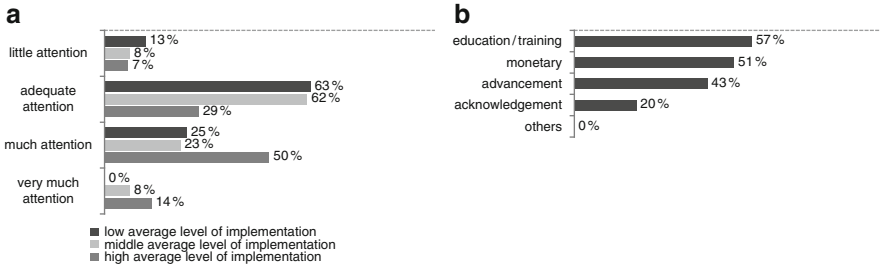 a
little attention
13 %
8 %
7 %
adequate
attention
63 %
62 %
29 %
much attention
25 %
23 %
50 %
very much
attention
0 %
8 %
14 %
low average level of implementation
middle average level of implementation
high average level of implementation
b
education / training
57 %
monetary
51 %
advancement
43 %
acknowledgement
20 %
others
0 %